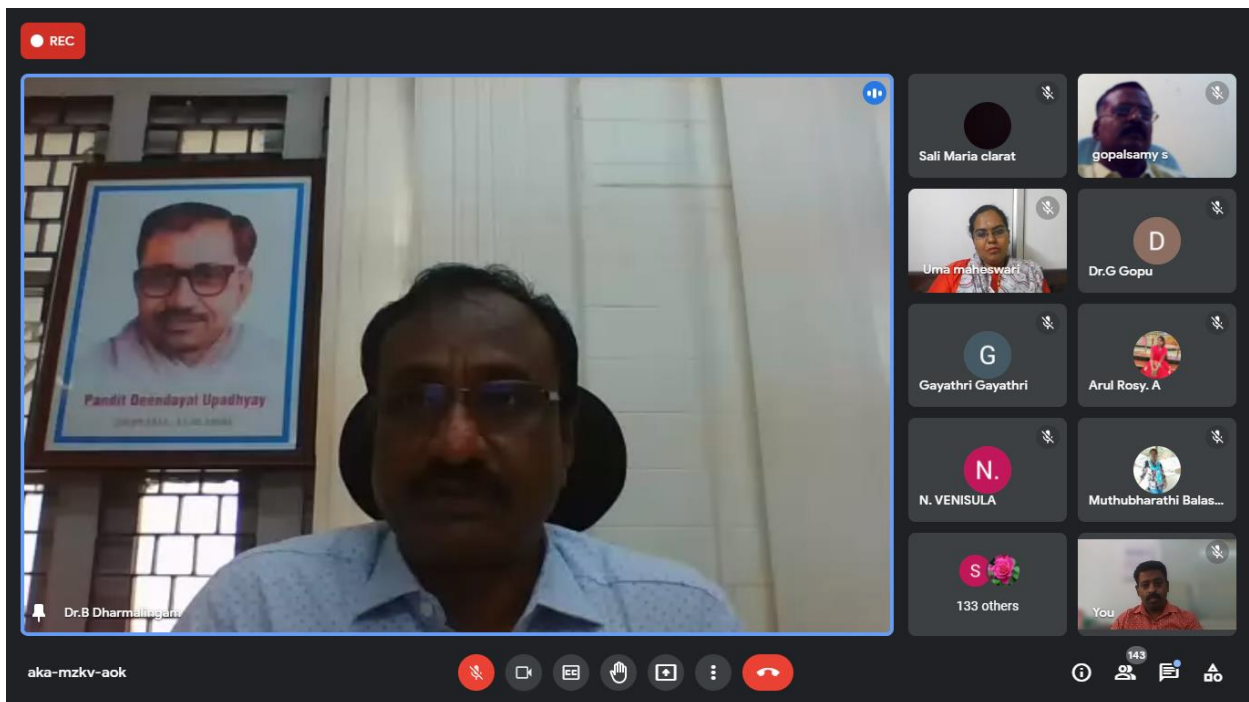 REC
Pandit Deendayal Upadhyay
Dr.B Dharmalingam
Sali Maria clarat
gopalsamy s
Uma maheswari
D
Dr.G Gopu
G
Gayathri Gayathri
Arul Rosy. A
N.
N. VENISULA
Muthubharathi Balas...
S
133 others
You
aka-mzkv-aok
CC
143